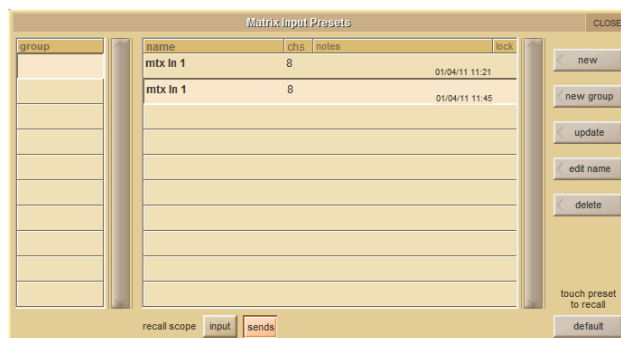 Matrix Input Presets CLOSE
group name chs notes lock
mtx In 1 8
01/04/11 11:21
mtx In 1 8
01/04/11 11:45
new
new group
update
edit name
delete
touch preset
to recall
recall scope input sends default